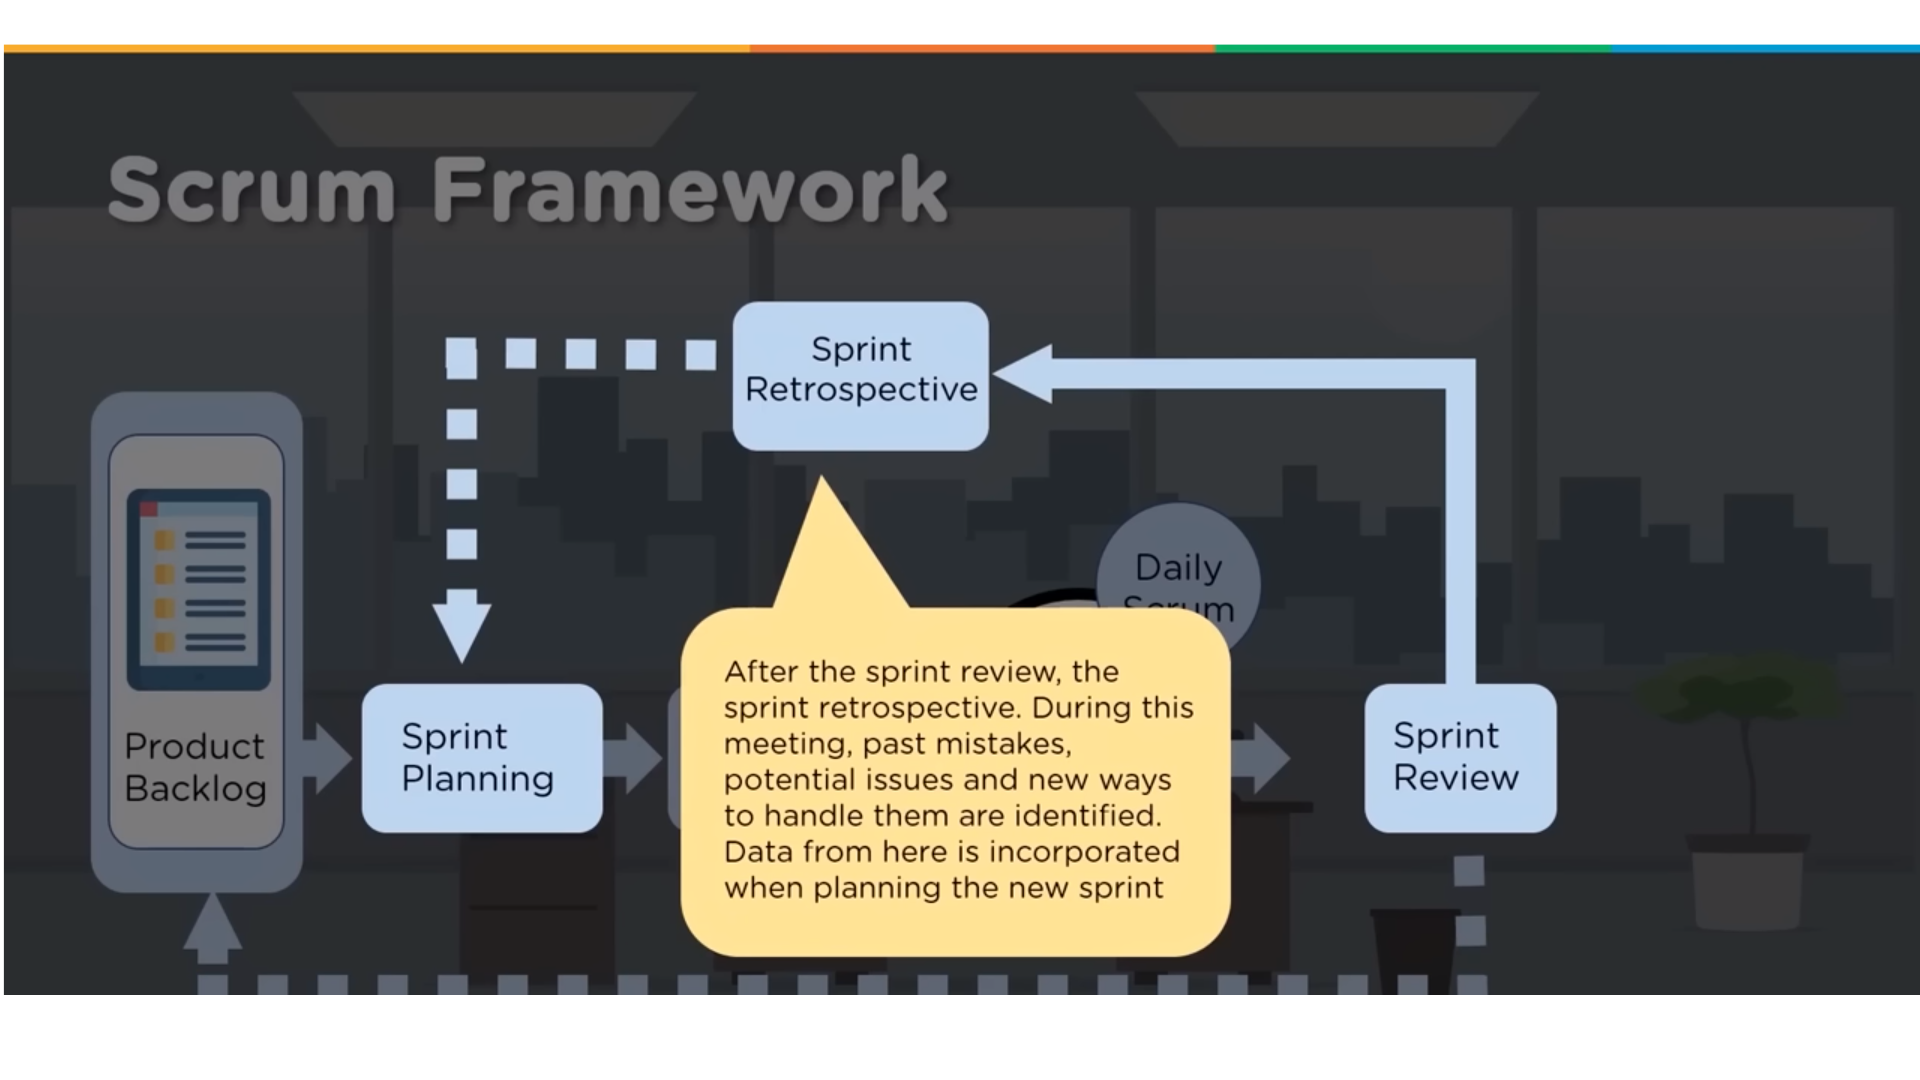 Scrum Framework
Sprint
Retrospective
Daily
Scrum
After the sprint review, the
sprint retrospective. During this
meeting, past mistakes,
potential issues and new ways
to handle them are identified.
Data from here is incorporated
when planning the new sprint
Product
Backlog
Sprint
Planning
Sprint
Review